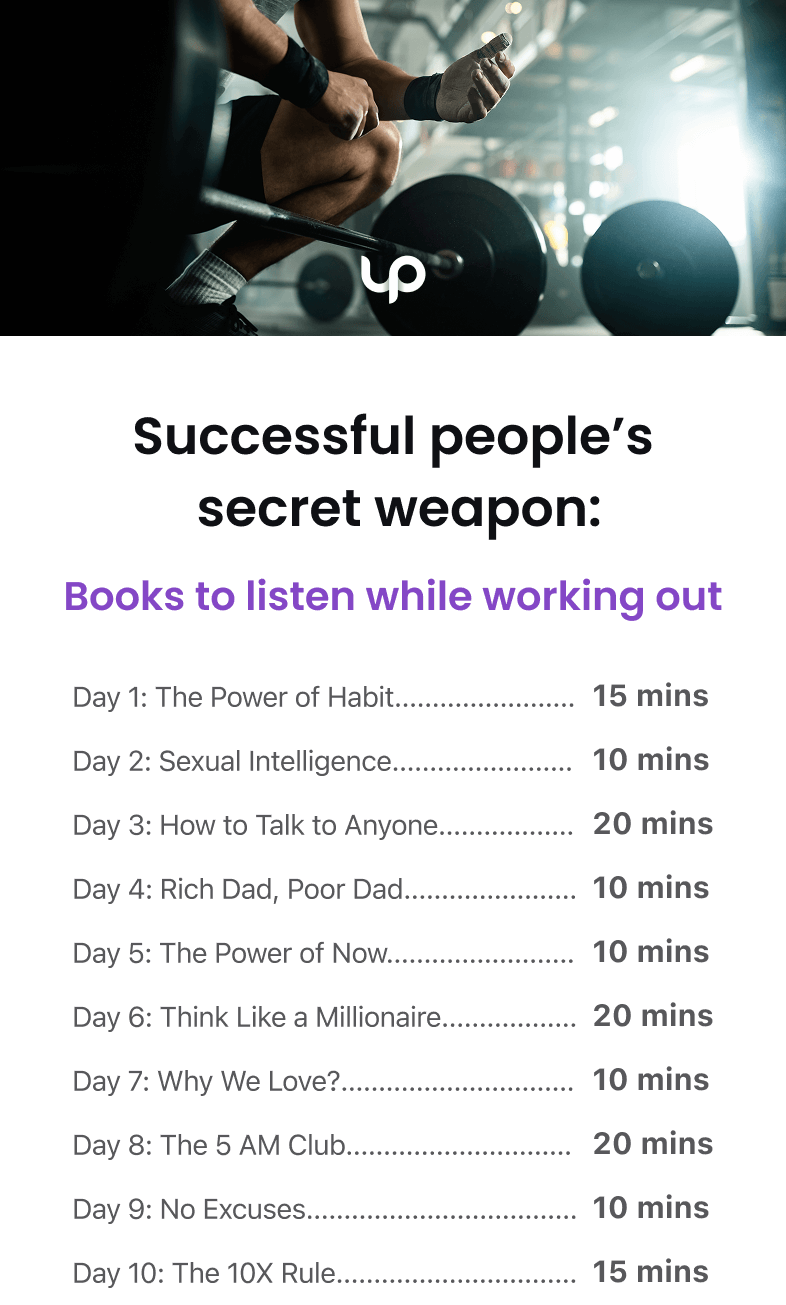 up
Successful people’s
secret weapon:
Books to listen while working out
Day 1: The Power of Habit........................ 15 mins
Day 2: Sexual Intelligence........................ 10 mins
Day 3: How to Talk to Anyone.................. 20 mins
Day 4: Rich Dad, Poor Dad....................... 10 mins
Day 5: The Power of Now......................... 10 mins
Day 6: Think Like a Millionaire.................. 20 mins
Day 7: Why We Love?............................... 10 mins
Day 8: The 5 AM Club.............................. 20 mins
Day 9: No Excuses.................................... 10 mins
Day 10: The 10X Rule................................ 15 mins